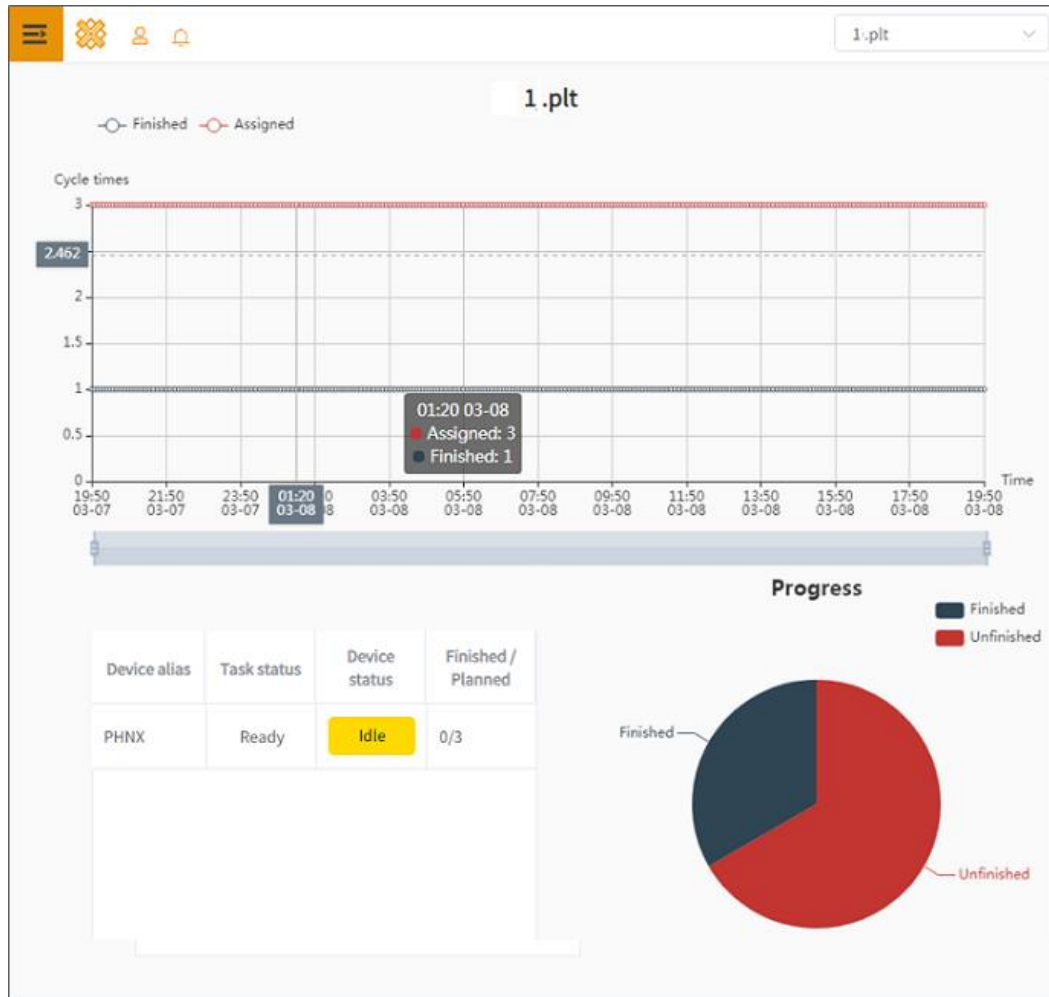 1 .plt
1 .plt
Finished Assigned
Cycle times
3
2.462
2
1.5
1
01:20 03-08
Assigned: 3
Finished: 1
0.5
0
Time
19:50 21:50 23:50 01:20 0 03:50 05:50 07:50 09:50 11:50 13:50 15:50 17:50 19:50
03-07 03-07 03-07 03-08 8 03-08 03-08 03-08 03-08 03-08 03-08 03-08 03-08 03-08
Progress
Finished
Unfinished
Device alias Task status Device status Finished / Planned
PHNX Ready Idle 0/3
Finished
Unfinished